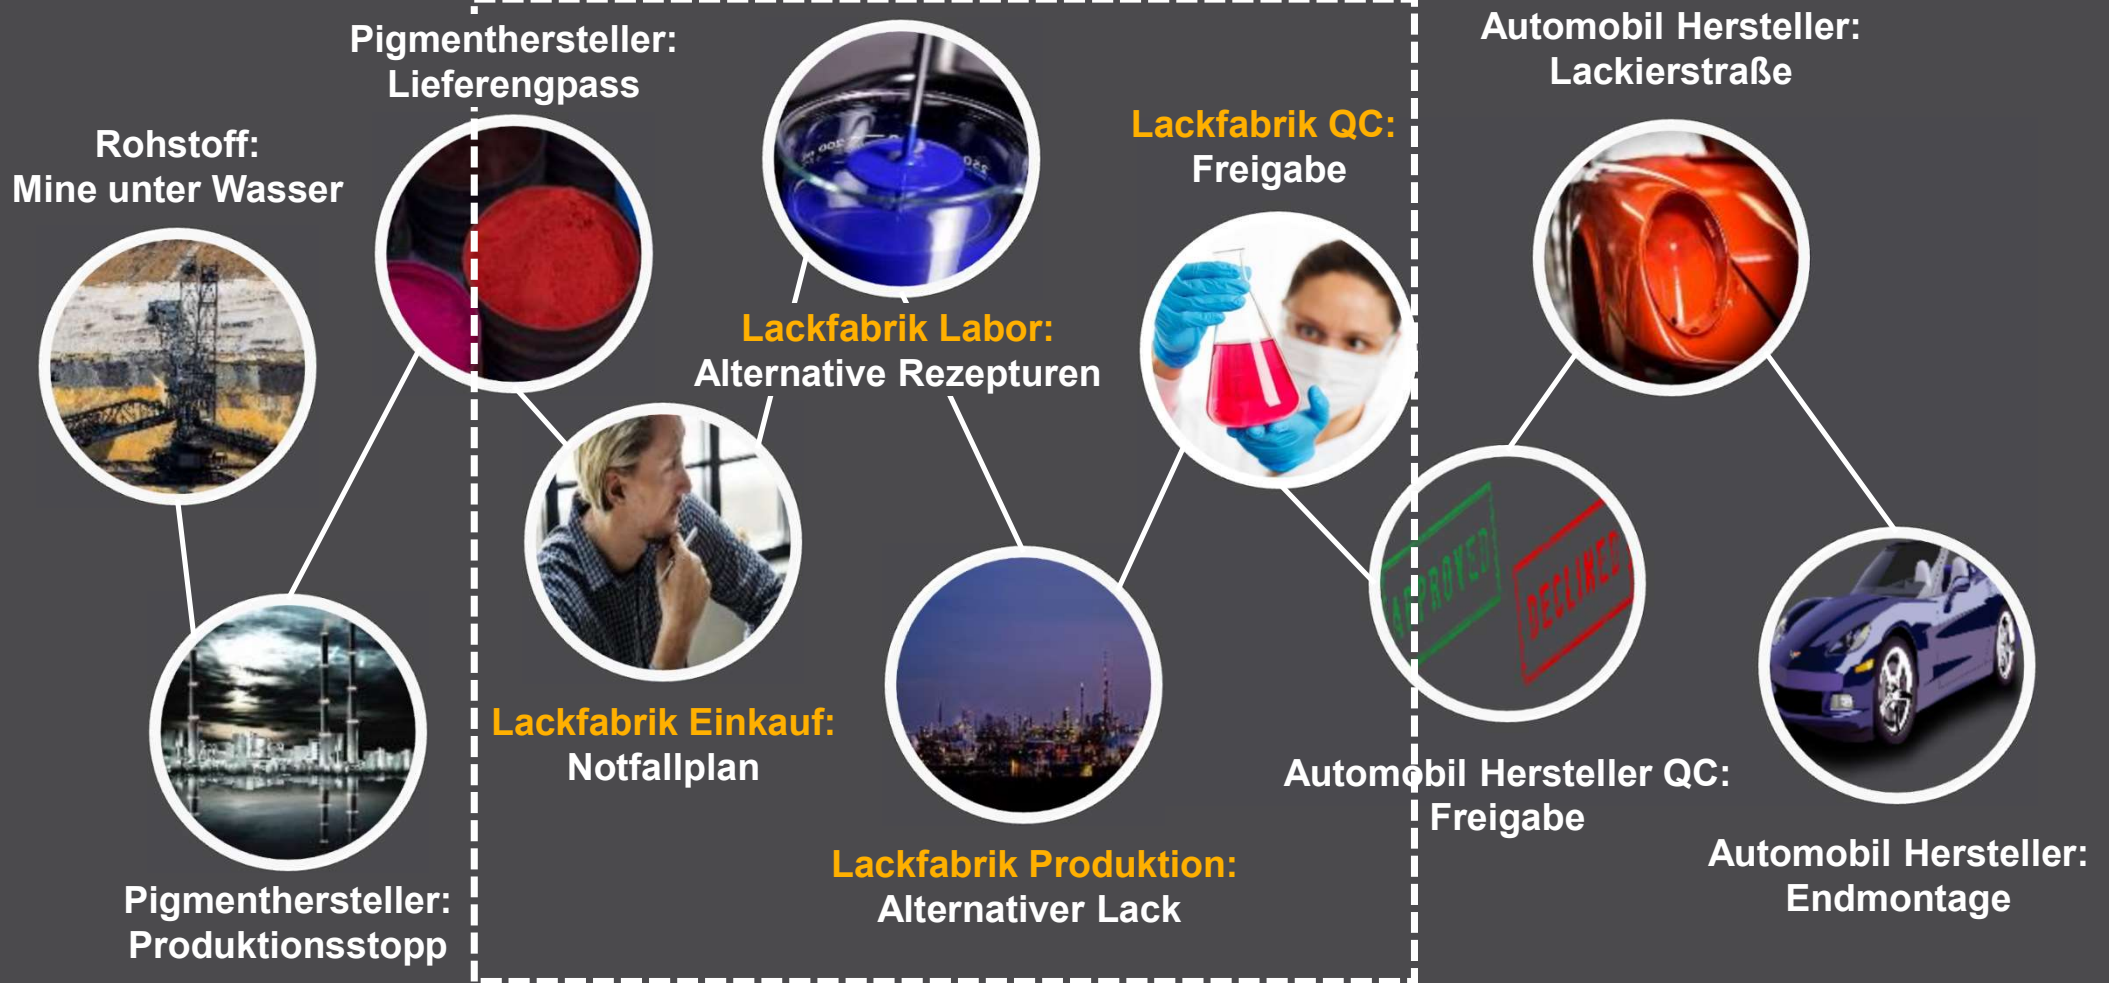 Rohstoff:
Mine unter Wasser
Pigmenthersteller:
Produktionsstopp
Pigmenthersteller:
Lieferengpass
Lackfabrik Einkauf:
Notfallplan
Lackfabrik Labor:
Alternative Rezepturen
Lackfabrik Produktion:
Alternativer Lack
Lackfabrik QC:
Freigabe
APPROVED
DECLINED
Automobil Hersteller QC:
Freigabe
Automobil Hersteller:
Lackierstraße
Automobil Hersteller:
Endmontage